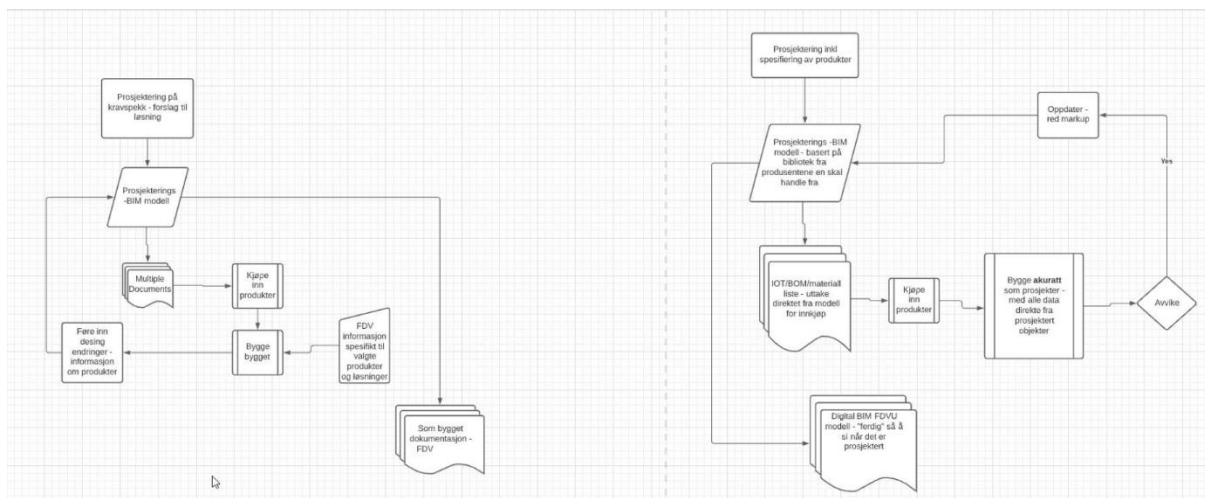 Prosjektering på
kravspekk - forslag til
løsning
Prosjekterings
-BIM modell
Multiple
Documents
Kjøpe
inn
produkter
Føre inn
desing
endringer -
informasjon
om produkter
Bygge
bygget
FDV
informasjon
spesifikt til
valgte
produkter
og løsninger
Som bygget
dokumentasjon -
FDV
Prosjektering inkl
spesifiering av produkter
Oppdater -
red markup
Prosjekterings -BIM
modell - basert på
bibliotek fra
produsentene en skal
handle fra
Yes
IOT/BOM/materiall
liste - uttake
direktet fra modell
for innkjøp
Kjøpe
inn
produkter
Bygge akuratt
som prosjekter -
med alle data
direkte fra
prosjektert
objekter
Avvike
Digital BIM FDVU
modell - "ferdig" så å
si når det er
prosjektert